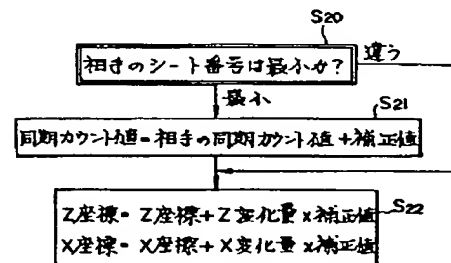 S20
相手のシート番号は最小か?
違う
最小
S21
同期カウント値=相手の同期カウント値+補正値
S22
Z座標=Z座標+Z変化量×補正値
X座標=X座標+X変化量×補正値